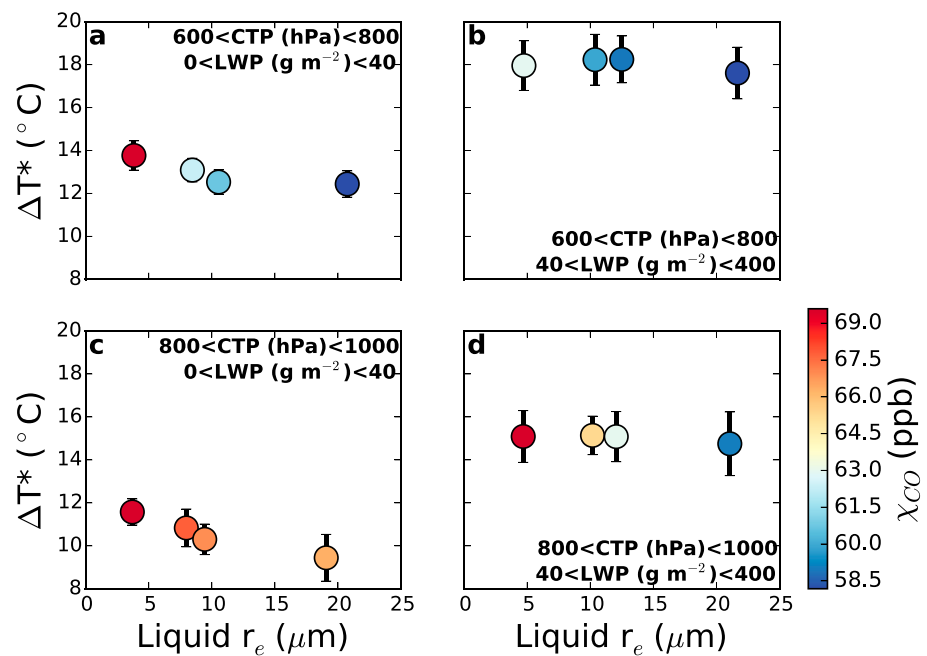 20
18
16
14
12
10
8
ΔT* (°C)
a
600<CTP (hPa)<800
0<LWP (g m⁻²)<40
b
600<CTP (hPa)<800
40<LWP (g m⁻²)<400
20
18
16
14
12
10
8
ΔT* (°C)
c
800<CTP (hPa)<1000
0<LWP (g m⁻²)<40
0 5 10 15 20 25
Liquid rₑ (μm)
d
800<CTP (hPa)<1000
40<LWP (g m⁻²)<400
0 5 10 15 20 25
Liquid rₑ (μm)
69.0
67.5
66.0
64.5
63.0
61.5
60.0
58.5
χ_CO (ppb)